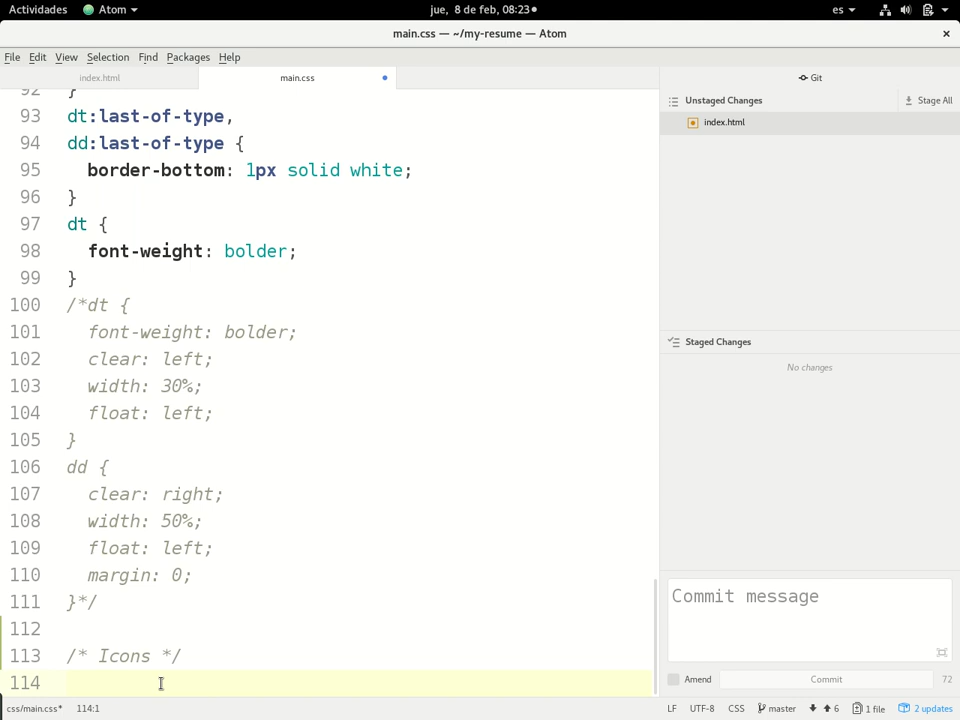 Actividades Atom jue, 8 de feb, 08:23 es
main.css — ~/my-resume — Atom
File Edit View Selection Find Packages Help
index.html main.css Git
92 }
93 dt:last-of-type,
94 dd:last-of-type {
95 border-bottom: 1px solid white;
96 }
97 dt {
98 font-weight: bolder;
99 }
100 /*dt {
101 font-weight: bolder;
102 clear: left;
103 width: 30%;
104 float: left;
105 }
106 dd {
107 clear: right;
108 width: 50%;
109 float: left;
110 margin: 0;
111 }*/
112
113 /* Icons */
114
Unstaged Changes Stage All
index.html
Staged Changes
No changes
Commit message
Amend Commit 72
css/main.css* 114:1 LF UTF-8 CSS master 6 1 file 2 updates